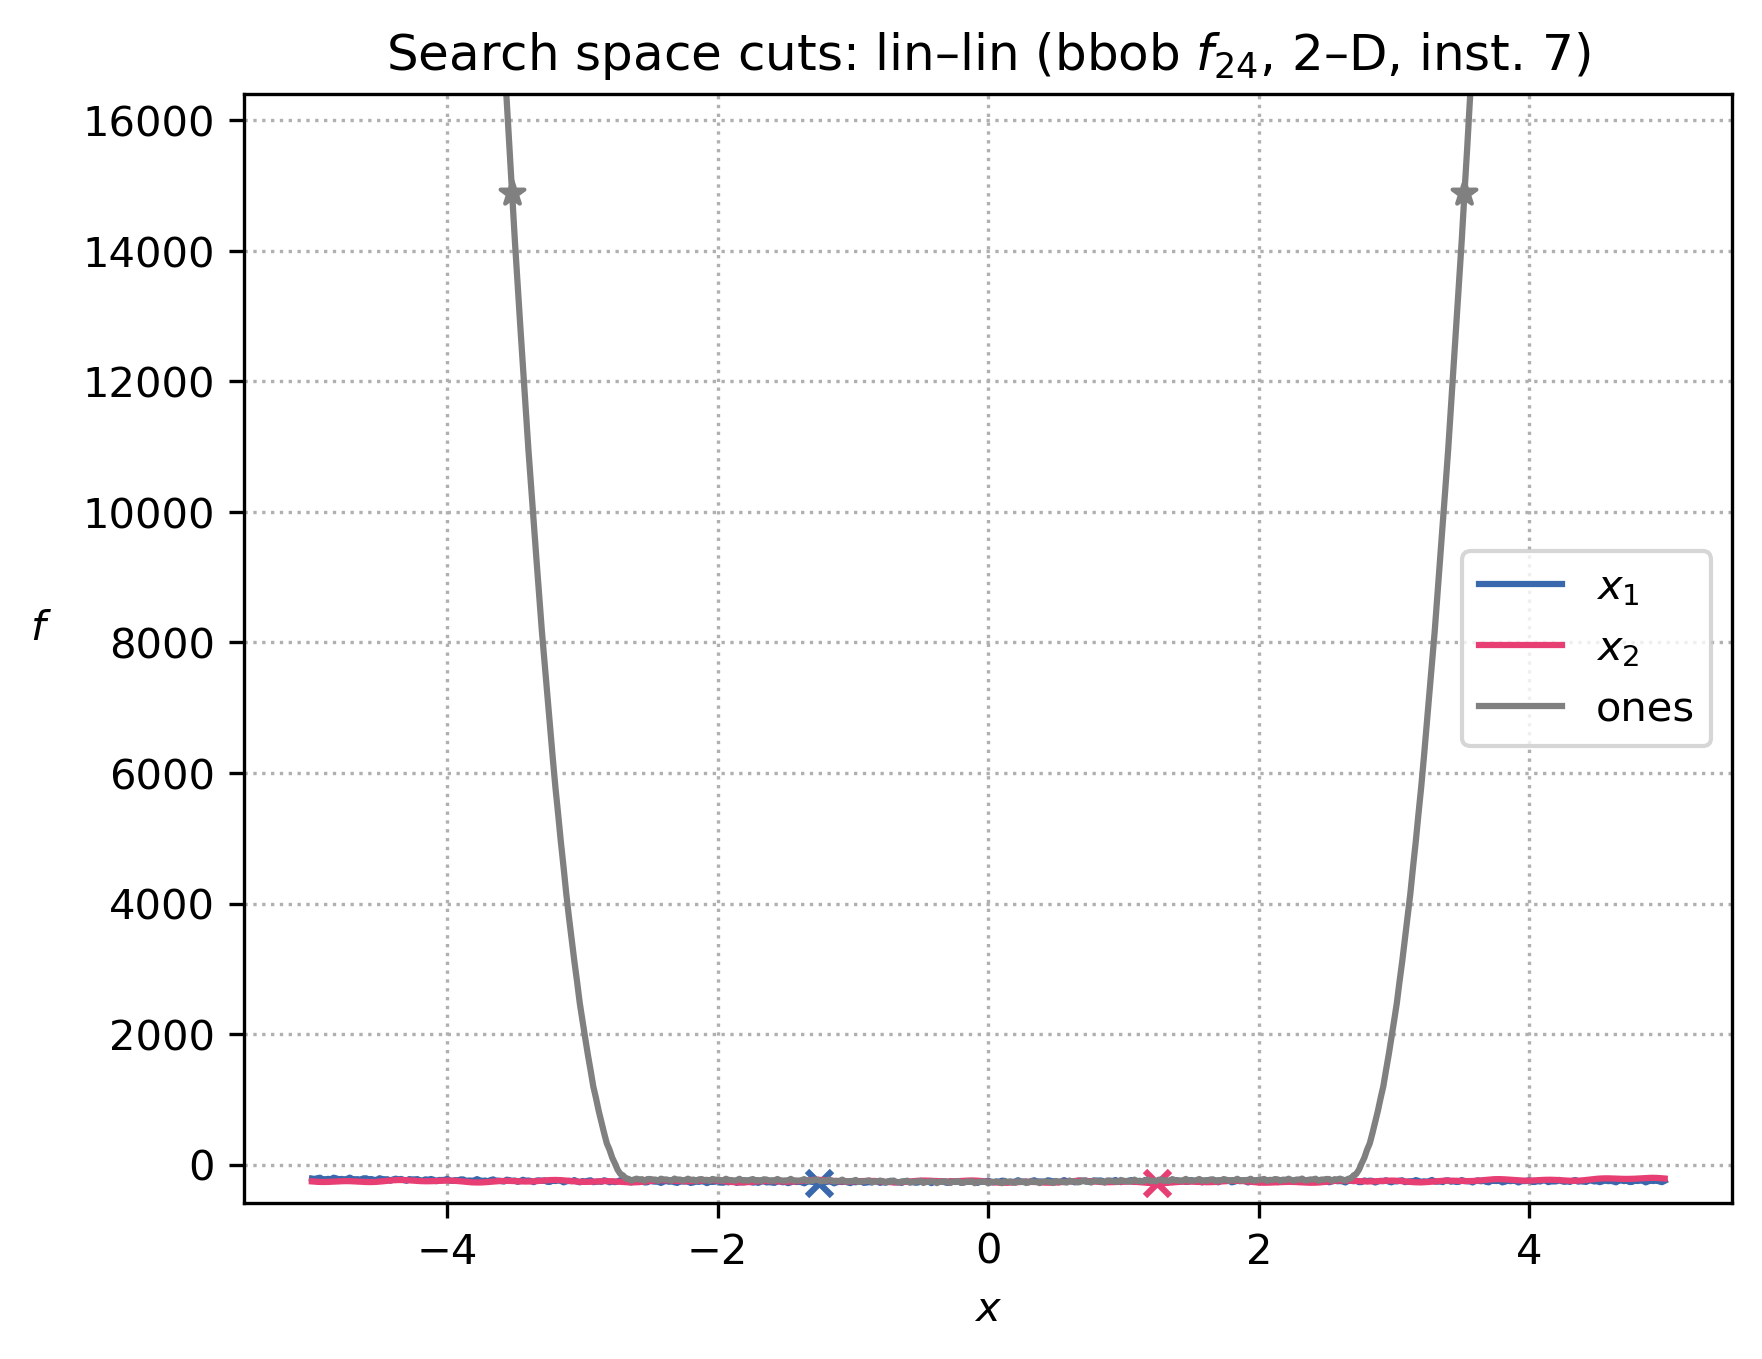 Search space cuts: lin–lin (bbob f₂₄, 2–D, inst. 7)
16000
14000
12000
10000
8000
6000
4000
2000
0
f
x₁
x₂
ones
−4
−2
0
2
4
x